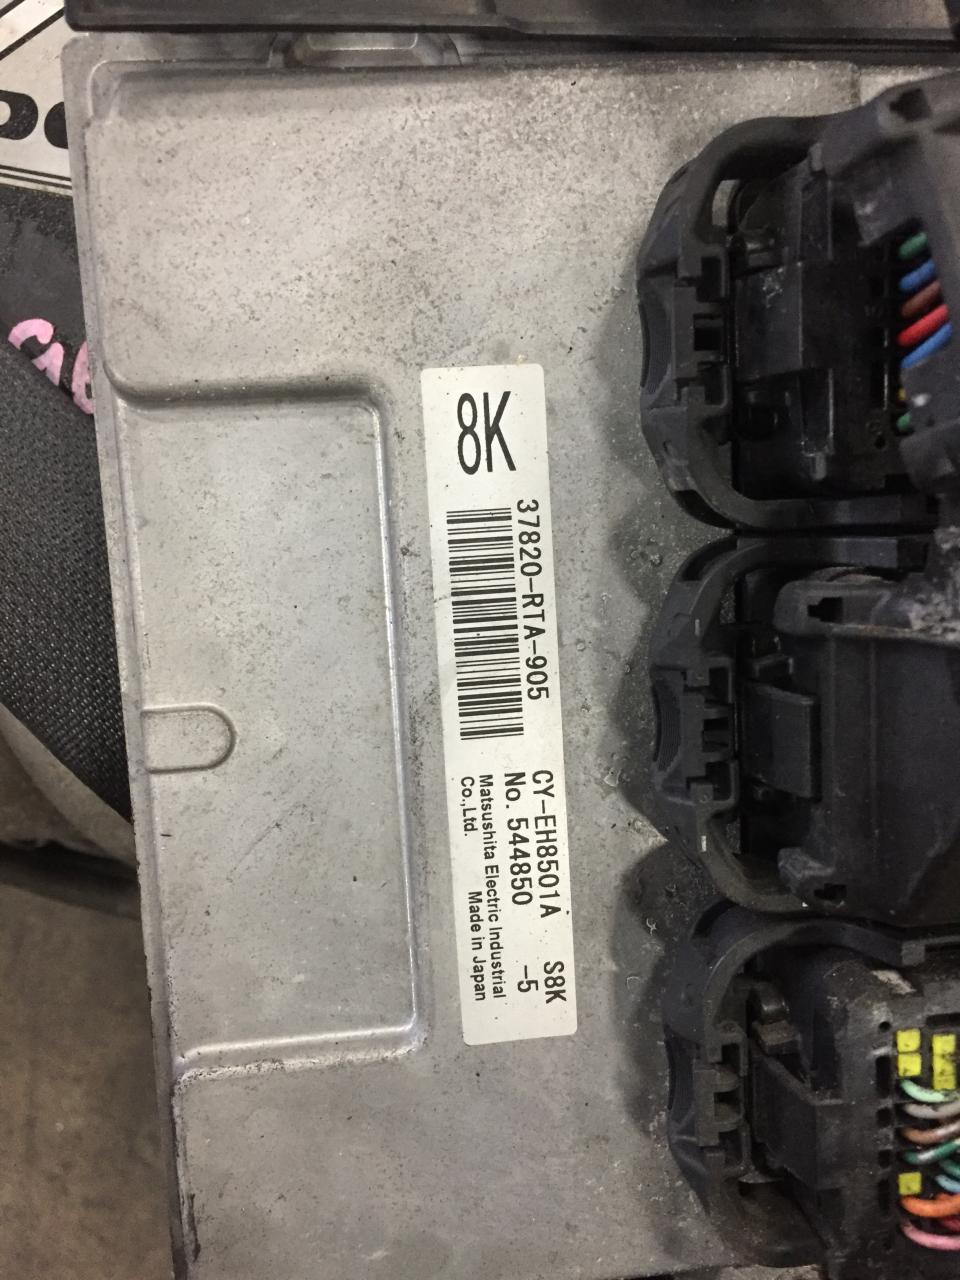 8K
37820-RTA-905
CY-EH8501A S8K
No. 544850 -5
Matsushita Electric Industrial
Co.,Ltd. Made in Japan